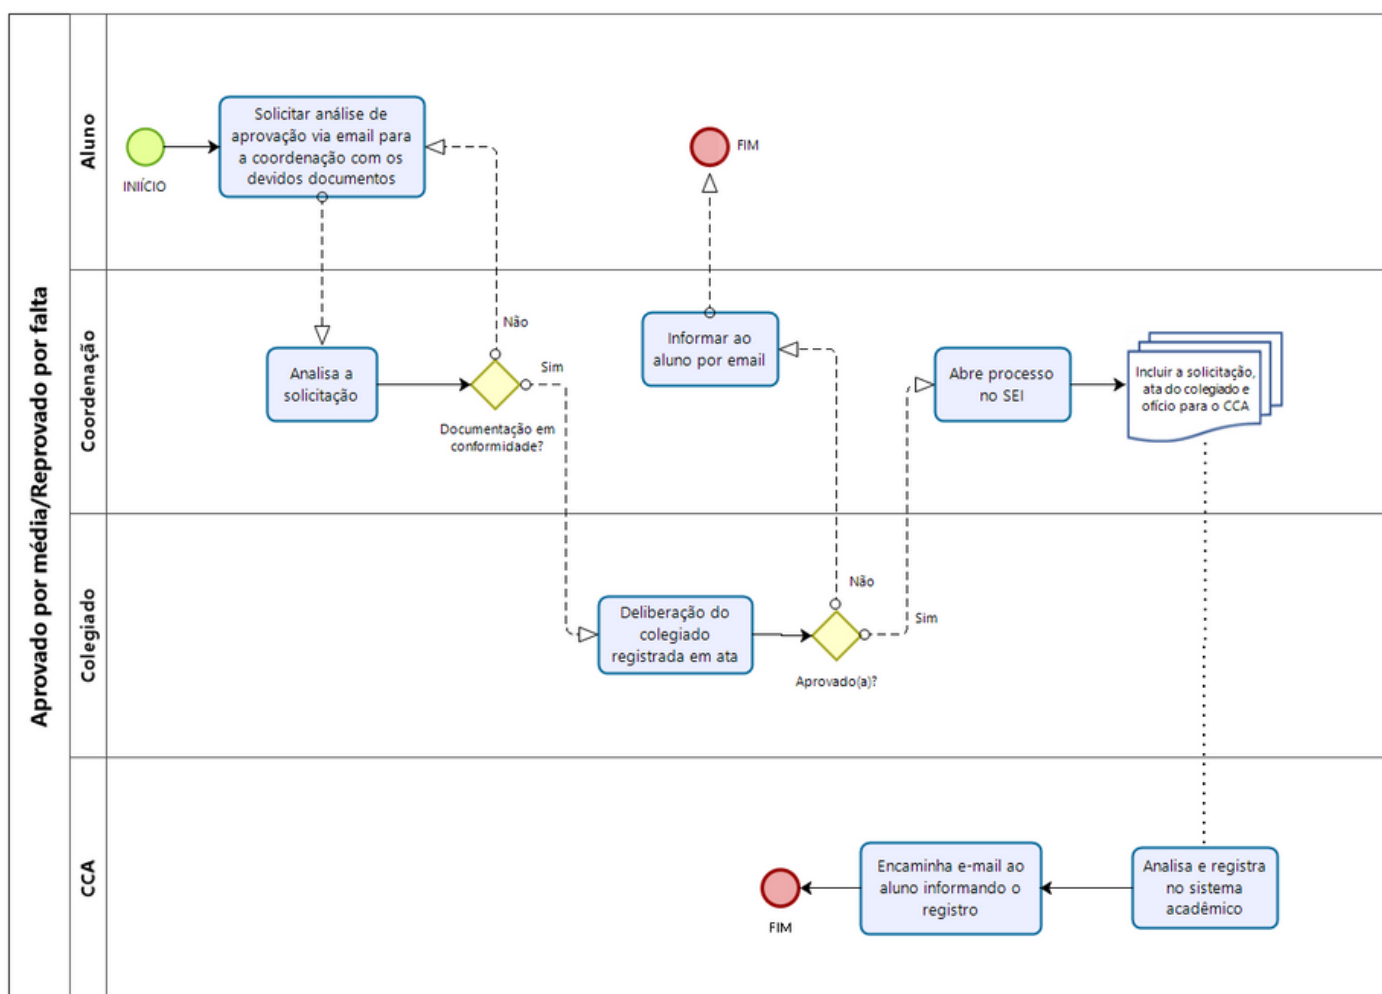 Aprovado por média/Reprovado por falta
Aluno
INIÍCIO
Solicitar análise de
aprovação via email para
a coordenação com os
devidos documentos
FIM
Coordenação
Analisa a
solicitação
Não
Sim
Documentação em
conformidade?
Informar ao
aluno por email
Abre processo
no SEI
Incluir a solicitação,
ata do colegiado e
ofício para o CCA
Colegiado
Deliberação do
colegiado
registrada em ata
Não
Sim
Aprovado(a)?
CCA
FIM
Encaminha e-mail ao
aluno informando o
registro
Analisa e registra
no sistema
acadêmico